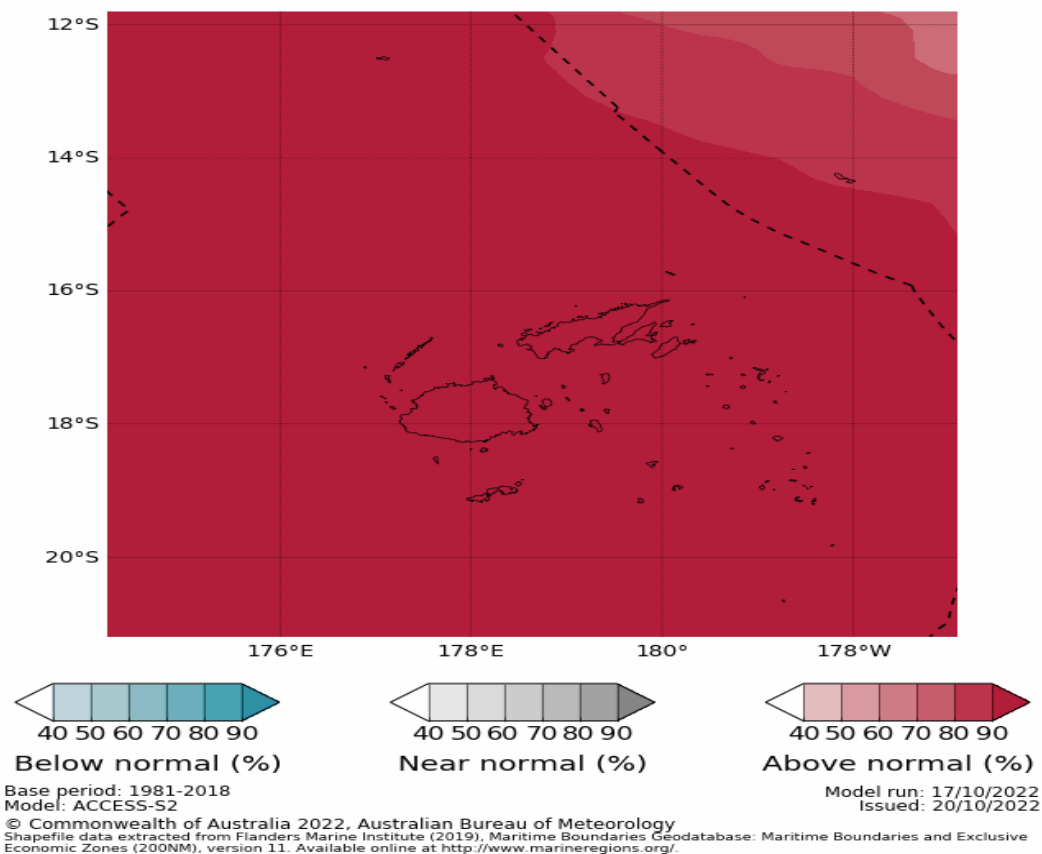 12°S
14°S
16°S
18°S
20°S
176°E 178°E 180° 178°W
40 50 60 70 80 90 40 50 60 70 80 90 40 50 60 70 80 90
Below normal (%) Near normal (%) Above normal (%)
Base period: 1981-2018 Model run: 17/10/2022
Model: ACCESS-S2 Issued: 20/10/2022
© Commonwealth of Australia 2022, Australian Bureau of Meteorology
Shapefile data extracted from Flanders Marine Institute (2019), Maritime Boundaries Geodatabase: Maritime Boundaries and Exclusive
Economic Zones (200NM), version 11. Available online at http://www.marineregions.org/.